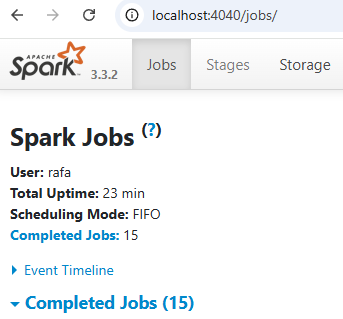 localhost:4040/jobs/
APACHE
Spark 3.3.2 Jobs Stages Storage
Spark Jobs (?)
User: rafa
Total Uptime: 23 min
Scheduling Mode: FIFO
Completed Jobs: 15
Event Timeline
Completed Jobs (15)